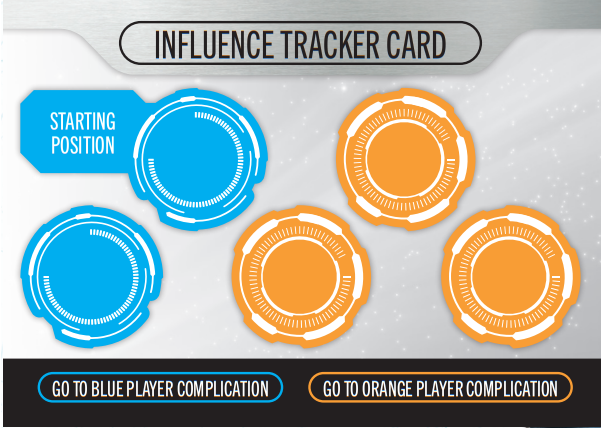 INFLUENCE TRACKER CARD
STARTING
POSITION
GO TO BLUE PLAYER COMPLICATION
GO TO ORANGE PLAYER COMPLICATION